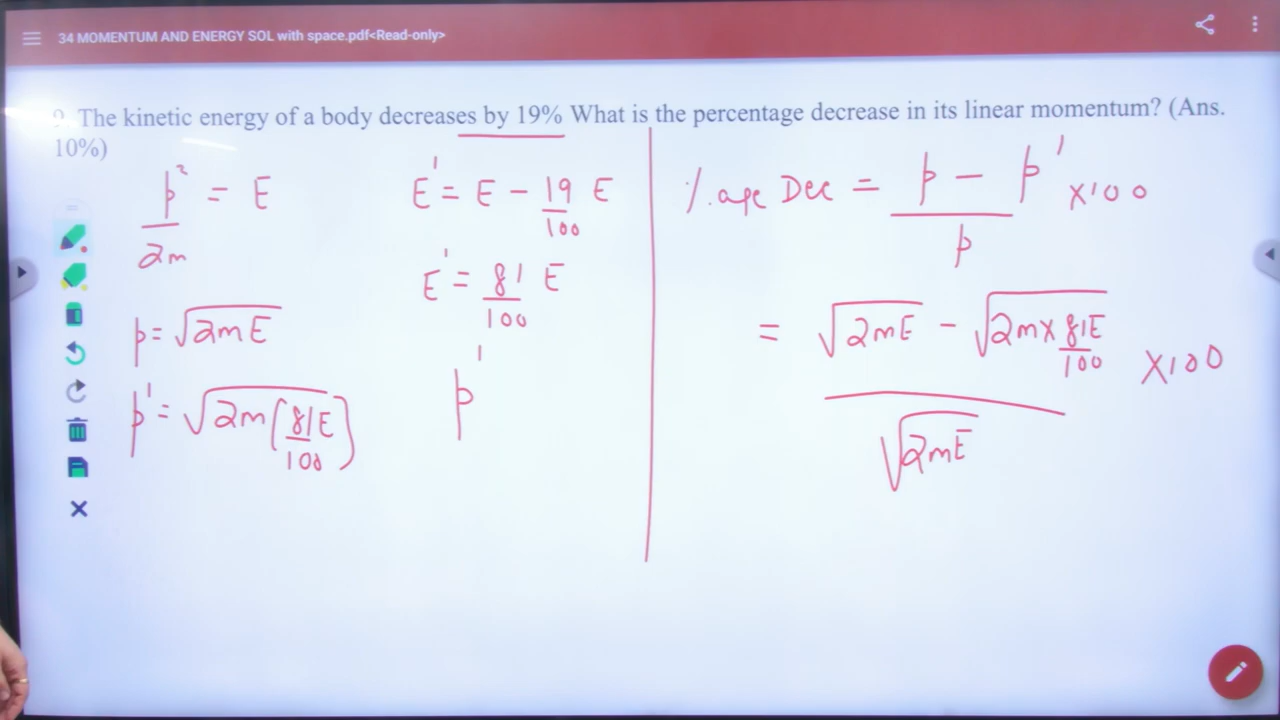 34 MOMENTUM AND ENERGY SOL with space.pdf<Read-only>
9. The kinetic energy of a body decreases by 19% What is the percentage decrease in its linear momentum? (Ans.
10%)
p²/2m = E
p = √(2mE)
p' = √(2m(81E/100))
E' = E - 19/100 E
E' = 81/100 E
p'
%age Dec = (p - p')/p ×100
= (√(2mE) - √(2m×81E/100))/√(2mE) ×100